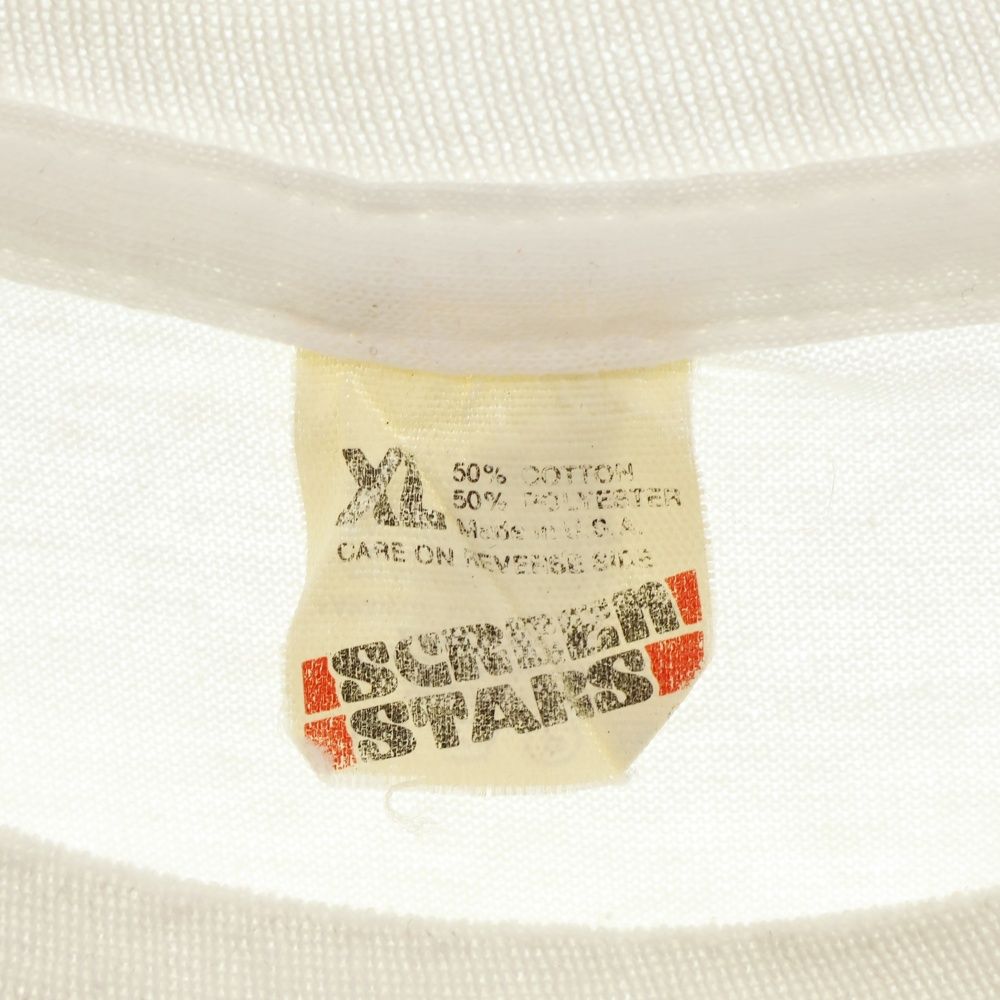 XL
50% COTTON
50% POLYESTER
Made in U.S.A.
CARE ON REVERSE SIDE
SCREEN
STARS